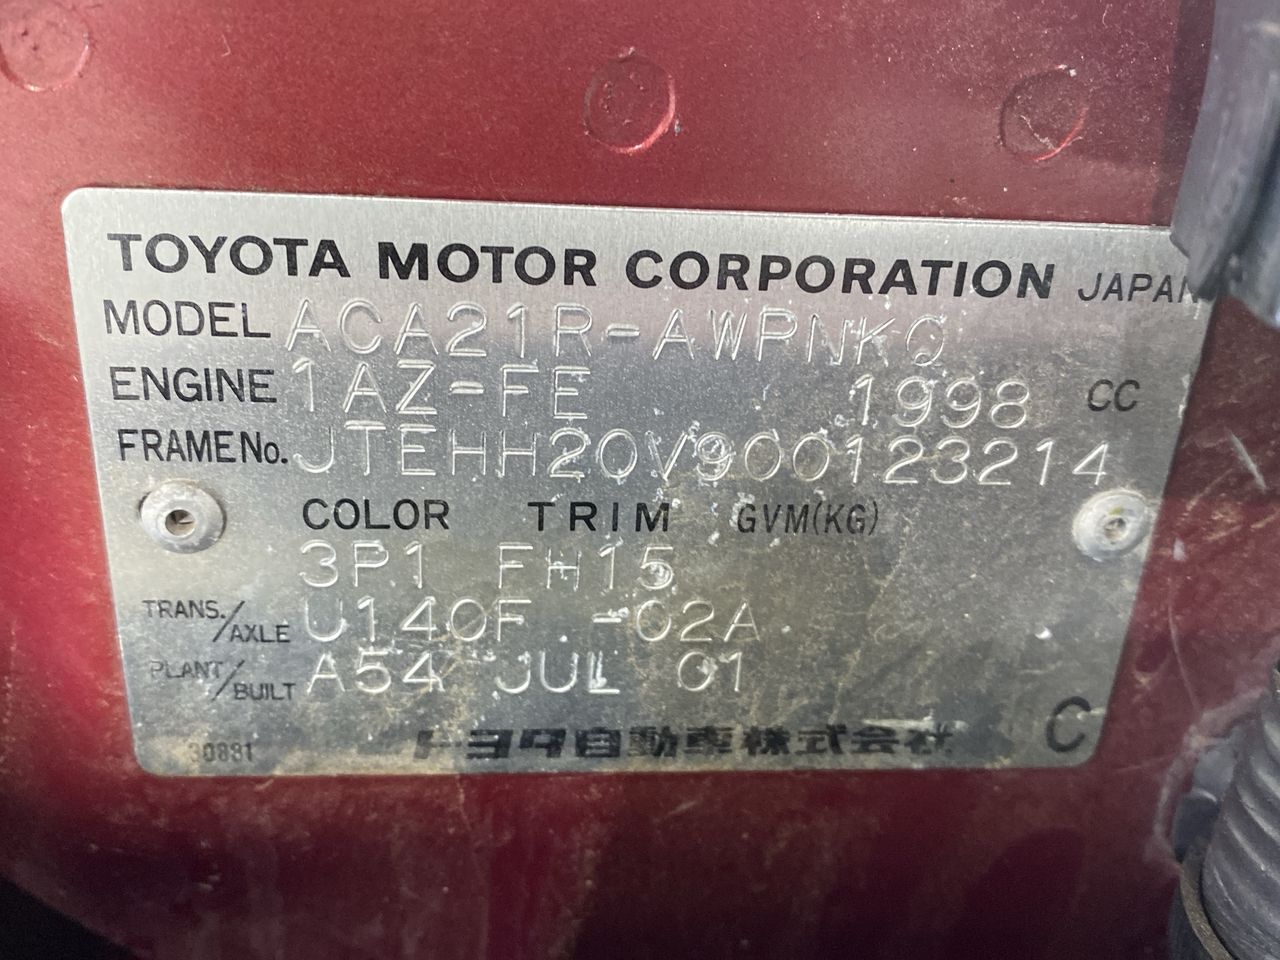 TOYOTA MOTOR CORPORATION JAPAN
MODEL ACA21R-AWPNKQ
ENGINE 1AZ-FE 1998 CC
FRAME No. JTEHH20V900123214
COLOR TRIM GVM(KG)
3P1 FH15
TRANS./AXLE U140F -02A
PLANT/BUILT A54 JUL 01
トヨタ自動車株式会社 C
30881